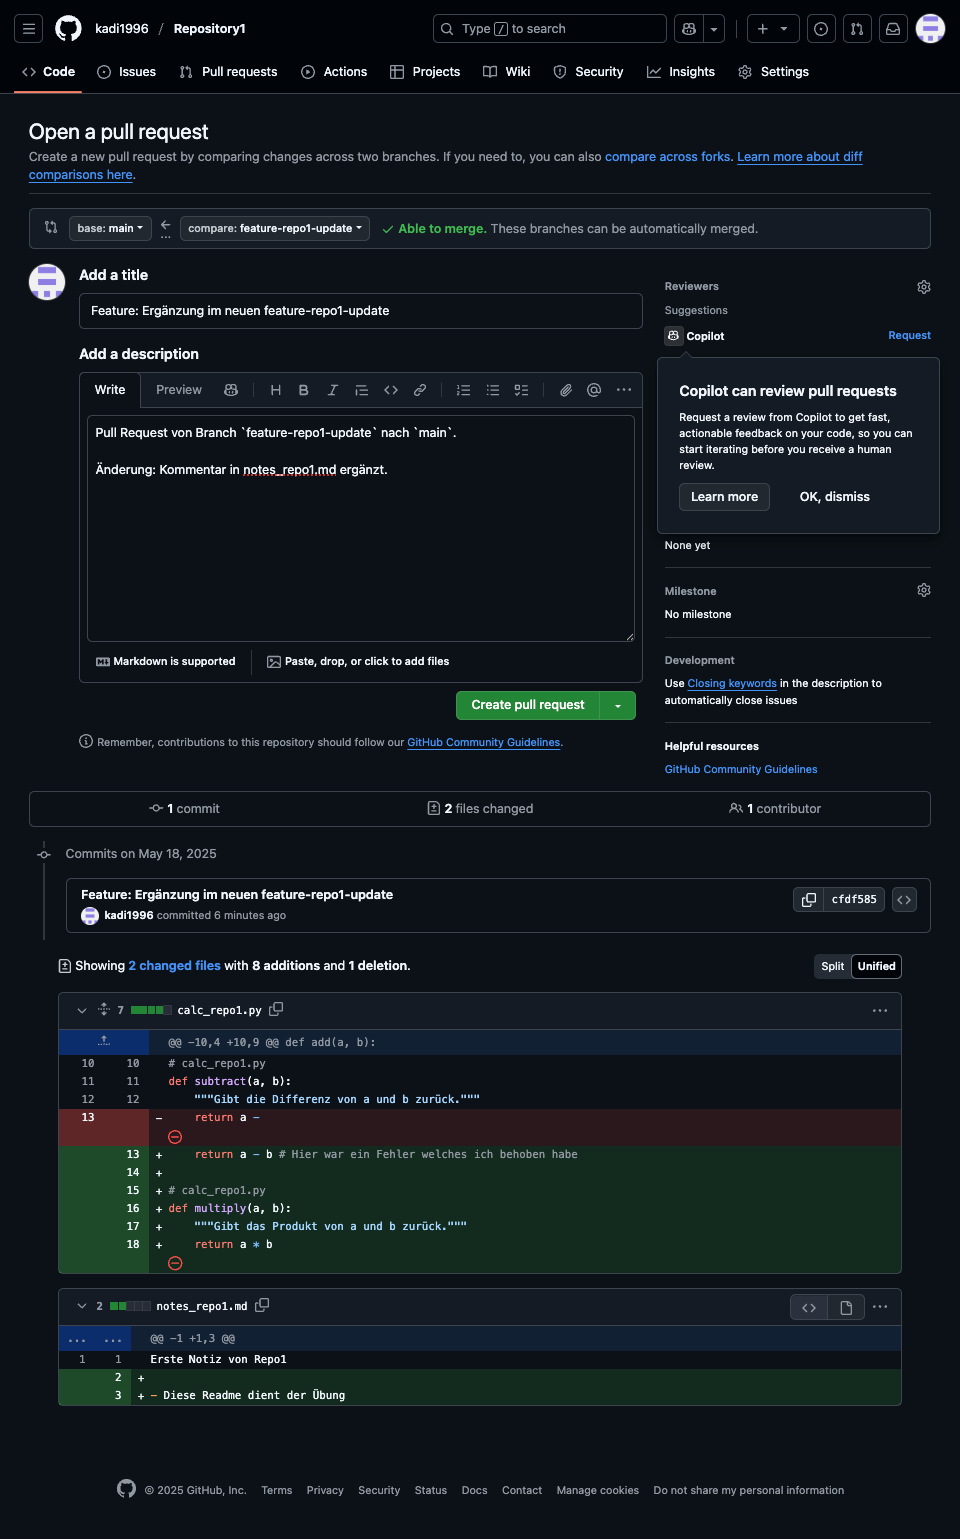 kadi1996 / Repository1
Type / to search
Code Issues Pull requests Actions Projects Wiki Security Insights Settings
Open a pull request
Create a new pull request by comparing changes across two branches. If you need to, you can also compare across forks. Learn more about diff
comparisons here.
base: main compare: feature-repo1-update Able to merge. These branches can be automatically merged.
Add a title
Feature: Ergänzung im neuen feature-repo1-update
Add a description
Write Preview
Pull Request von Branch `feature-repo1-update` nach `main`.
Änderung: Kommentar in notes_repo1.md ergänzt.
Markdown is supported
Paste, drop, or click to add files
Create pull request
Remember, contributions to this repository should follow our GitHub Community Guidelines.
Reviewers
Suggestions
Copilot Request
Copilot can review pull requests
Request a review from Copilot to get fast,
actionable feedback on your code, so you can
start iterating before you receive a human
review.
Learn more OK, dismiss
None yet
Milestone
No milestone
Development
Use Closing keywords in the description to
automatically close issues
Helpful resources
GitHub Community Guidelines
1 commit 2 files changed 1 contributor
Commits on May 18, 2025
Feature: Ergänzung im neuen feature-repo1-update
kadi1996 committed 6 minutes ago
cfdf585
Showing 2 changed files with 8 additions and 1 deletion.
Split Unified
7 calc_repo1.py
@@ -10,4 +10,9 @@ def add(a, b):
10 10 # calc_repo1.py
11 11 def subtract(a, b):
12 12 """Gibt die Differenz von a und b zurück."""
13 - return a -
13 + return a - b # Hier war ein Fehler welches ich behoben habe
14 +
15 + # calc_repo1.py
16 + def multiply(a, b):
17 + """Gibt das Produkt von a und b zurück."""
18 + return a * b
2 notes_repo1.md
... ... @@ -1 +1,3 @@
1 1 Erste Notiz von Repo1
2 +
3 + - Diese Readme dient der Übung
© 2025 GitHub, Inc. Terms Privacy Security Status Docs Contact Manage cookies Do not share my personal information